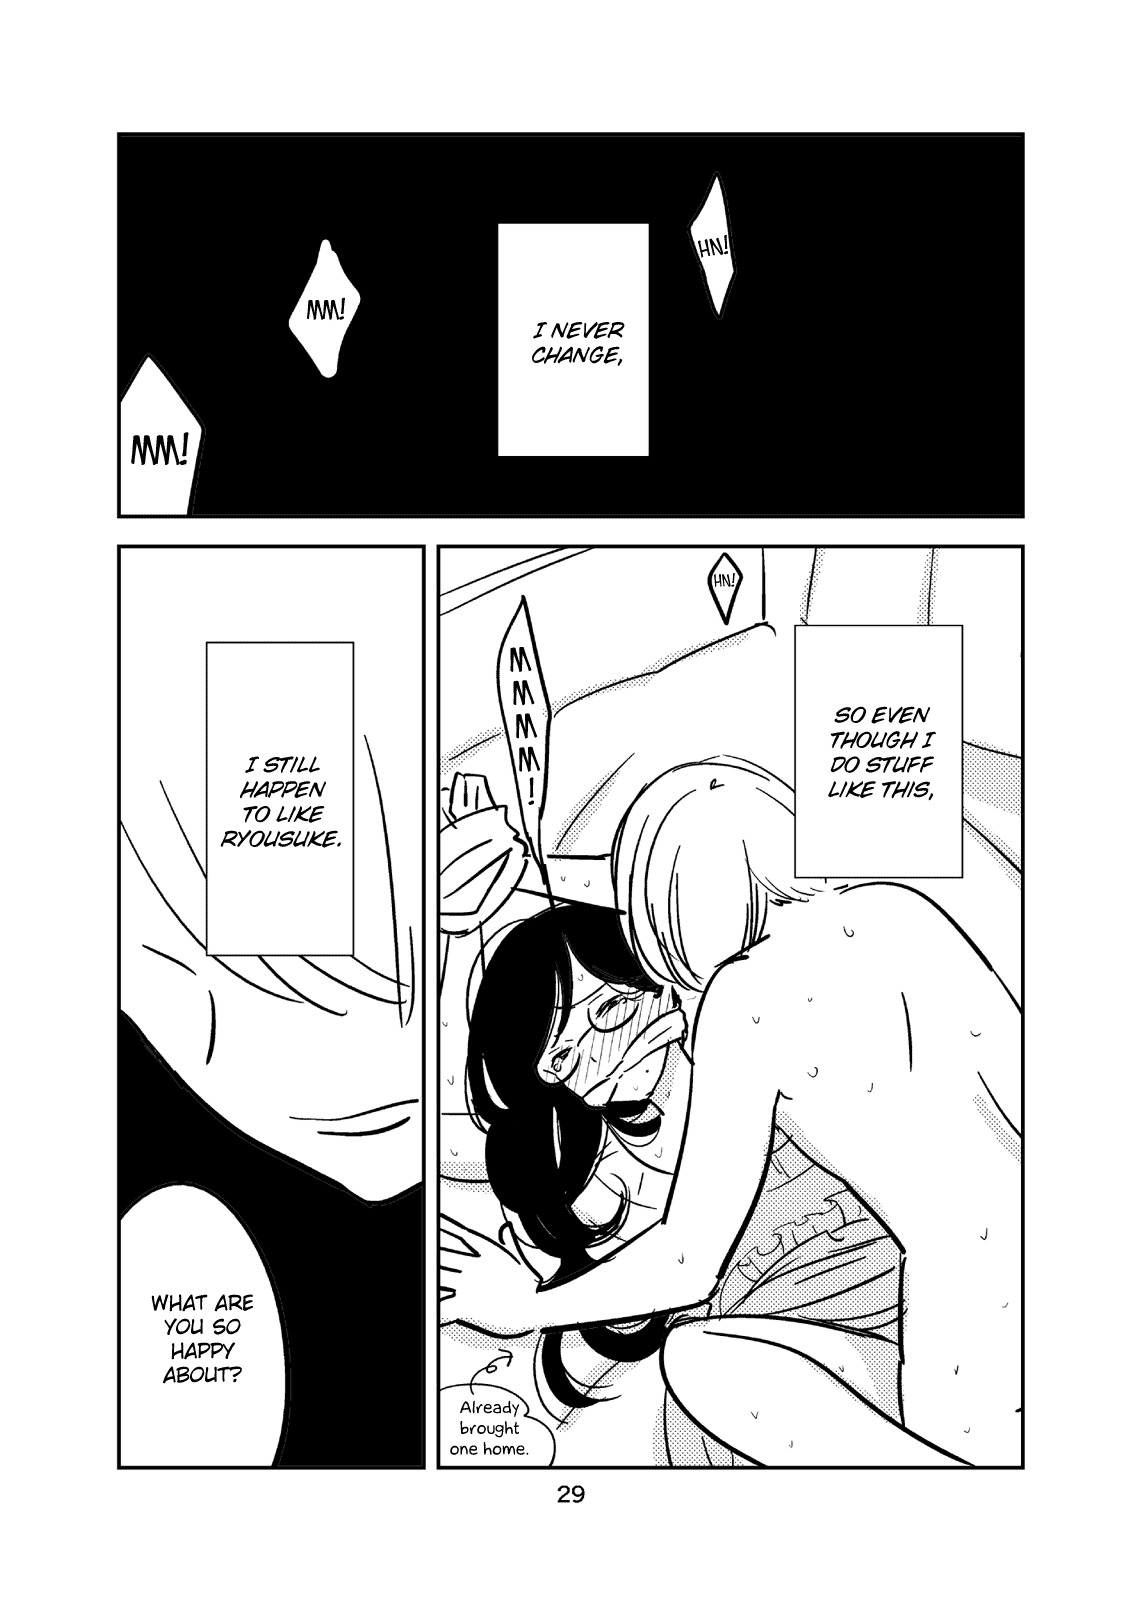 HN!
I NEVER
CHANGE,
MM!
MM!
HN!
SO EVEN
THOUGH I
DO STUFF
LIKE THIS,
M
M
M
M
!
Already
brought
one home.
I STILL
HAPPEN
TO LIKE
RYOUSUKE.
WHAT ARE
YOU SO
HAPPY
ABOUT?
29